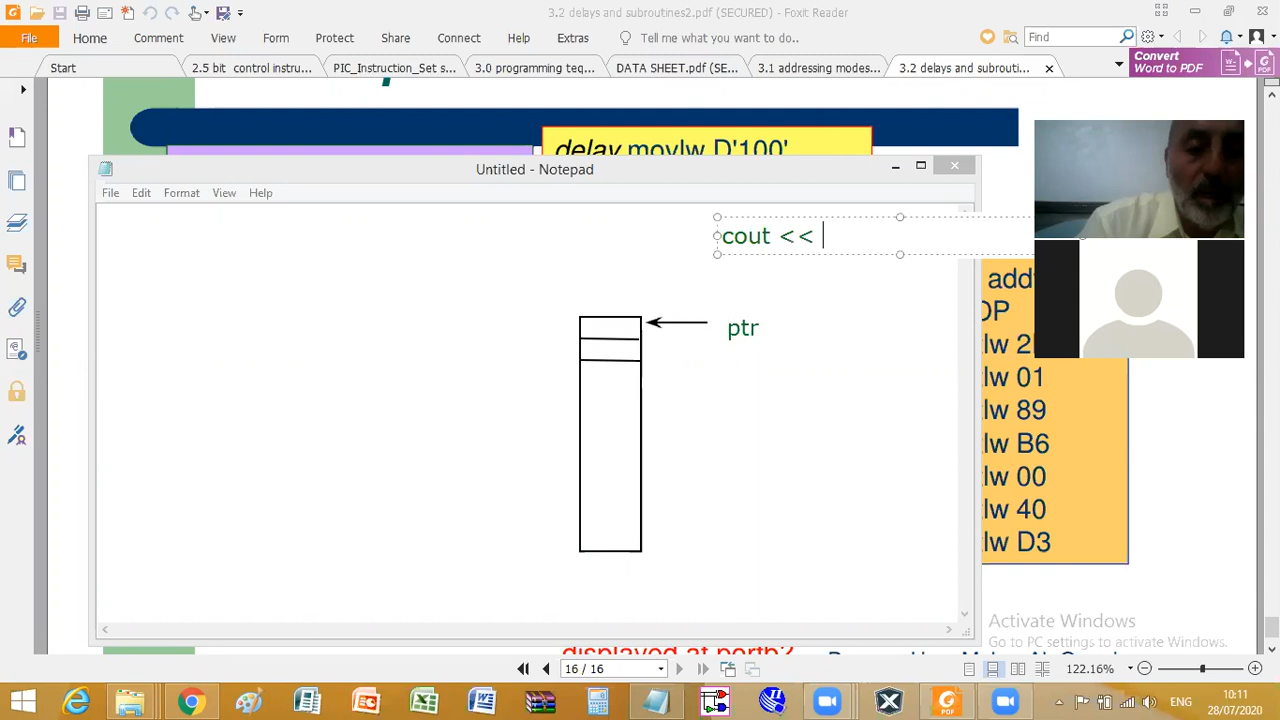 3.2 delays and subroutines2.pdf (SECURED) - Foxit Reader
File Home Comment View Form Protect Share Connect Help Extras Tell me what you want to do.. Find
Start 2.5 bit control instru... PIC_Instruction_Set s... 3.0 programming teq... DATA SHEET.pdf (SE... 3.1 addressing modes... 3.2 delays and subrouti...
Convert
Word to PDF
delay movlw D'100'
Untitled - Notepad
File Edit Format View Help
cout <<
ptr
lw 01
lw 89
lw B6
lw 00
lw 40
lw D3
Activate Windows
Go to PC settings to activate Windows.
displayed at portb?
16 / 16
122.16%
ENG
10:11
28/07/2020